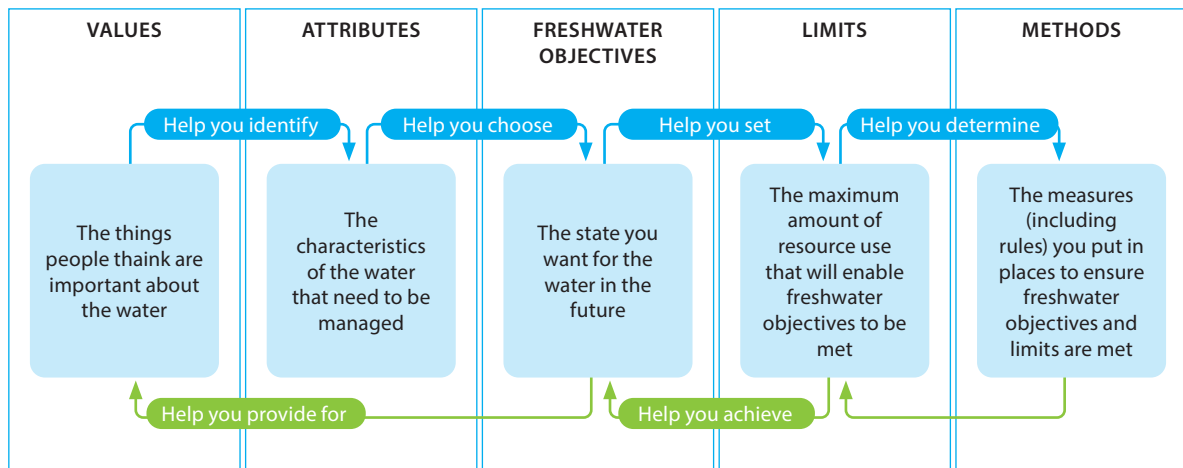 VALUES
ATTRIBUTES
FRESHWATER
OBJECTIVES
LIMITS
METHODS
Help you identify
Help you choose
Help you set
Help you determine
The things
people thaink are
important about
the water
The
characteristics
of the water
that need to be
managed
The state you
want for the
water in the
future
The maximum
amount of
resource use
that will enable
freshwater
objectives to be
met
The measures
(including
rules) you put in
places to ensure
freshwater
objectives and
limits are met
Help you provide for
Help you achieve